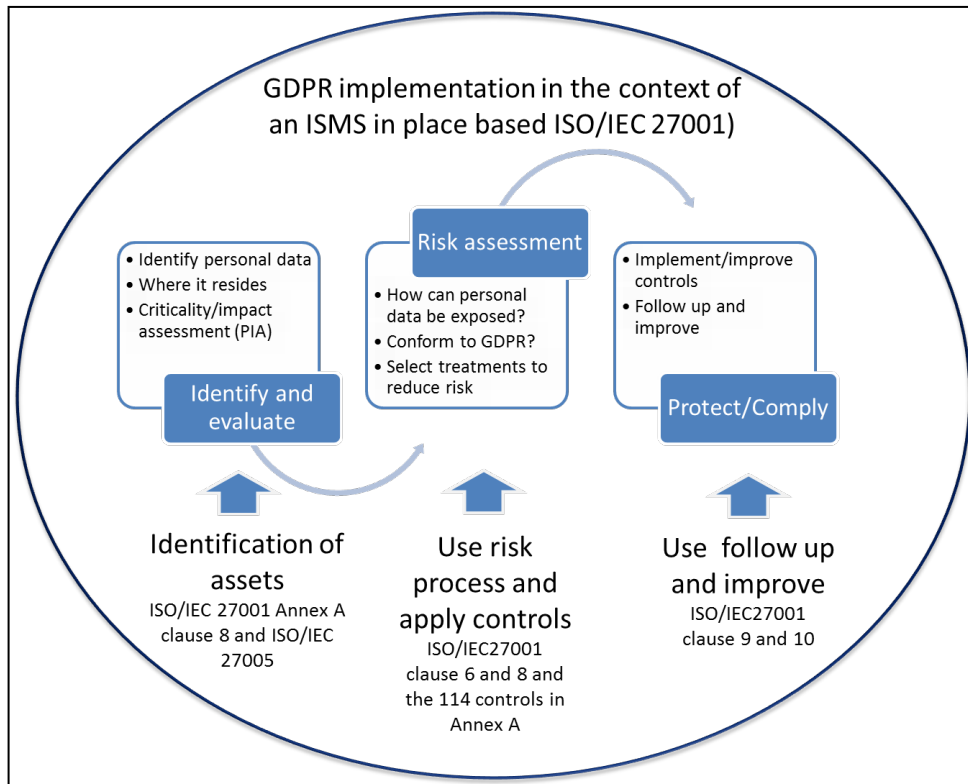 GDPR implementation in the context of
an ISMS in place based ISO/IEC 27001)
• Identify personal data
• Where it resides
• Criticality/impact
assessment (PIA)
Identify and
evaluate
Risk assessment
• How can personal
data be exposed?
• Conform to GDPR?
• Select treatments to
reduce risk
• Implement/improve
controls
• Follow up and
improve
Protect/Comply
Identification of
assets
ISO/IEC 27001 Annex A
clause 8 and ISO/IEC
27005
Use risk
process and
apply controls
ISO/IEC27001
clause 6 and 8 and
the 114 controls in
Annex A
Use follow up
and improve
ISO/IEC27001
clause 9 and 10